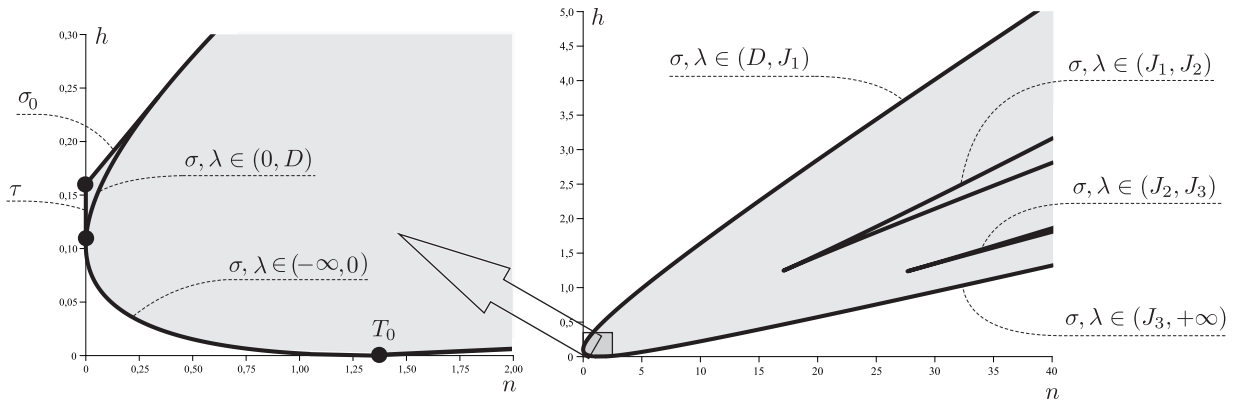 h
0,30
0,25
0,20
0,15
0,10
0,05
0
σ₀
τ
σ, λ ∈ (0, D)
σ, λ ∈ (−∞, 0)
T₀
0 0,25 0,50 0,75 1,00 1,25 1,50 1,75 2,00
n
h
5,0
4,5
4,0
3,5
3,0
2,5
2,0
1,5
1,0
0,5
0
σ, λ ∈ (D, J₁)
σ, λ ∈ (J₁, J₂)
σ, λ ∈ (J₂, J₃)
σ, λ ∈ (J₃, +∞)
0 5 10 15 20 25 30 35 40
n